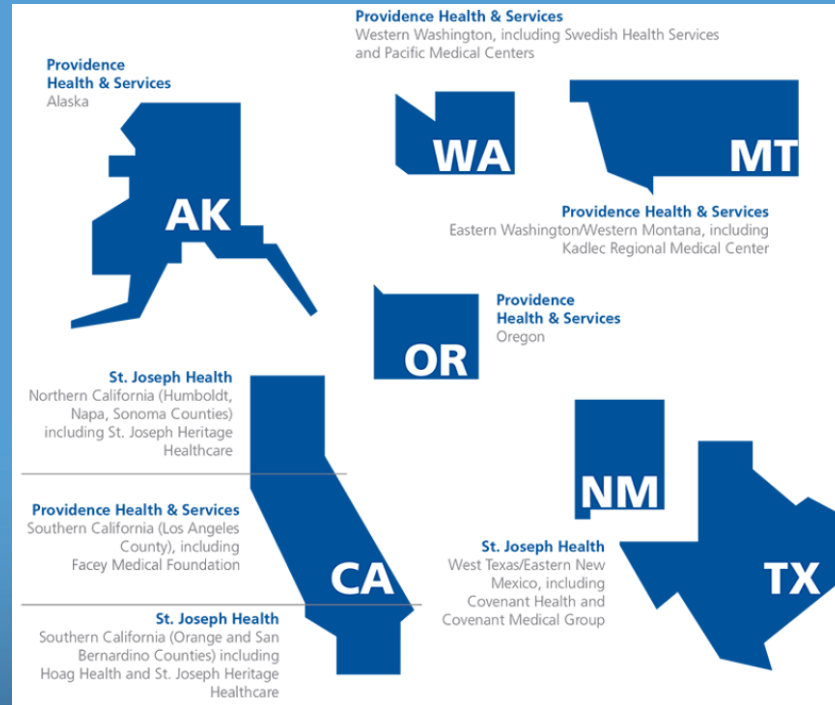 Providence Health & Services
Western Washington, including Swedish Health Services
and Pacific Medical Centers
Providence
Health & Services
Alaska
AK
WA
MT
Providence Health & Services
Eastern Washington/Western Montana, including
Kadlec Regional Medical Center
OR
Providence
Health & Services
Oregon
St. Joseph Health
Northern California (Humboldt,
Napa, Sonoma Counties)
including St. Joseph Heritage
Healthcare
Providence Health & Services
Southern California (Los Angeles
County), including
Facey Medical Foundation
CA
St. Joseph Health
Southern California (Orange and San
Bernardino Counties) including
Hoag Health and St. Joseph Heritage
Healthcare
NM
TX
St. Joseph Health
West Texas/Eastern New
Mexico, including
Covenant Health and
Covenant Medical Group